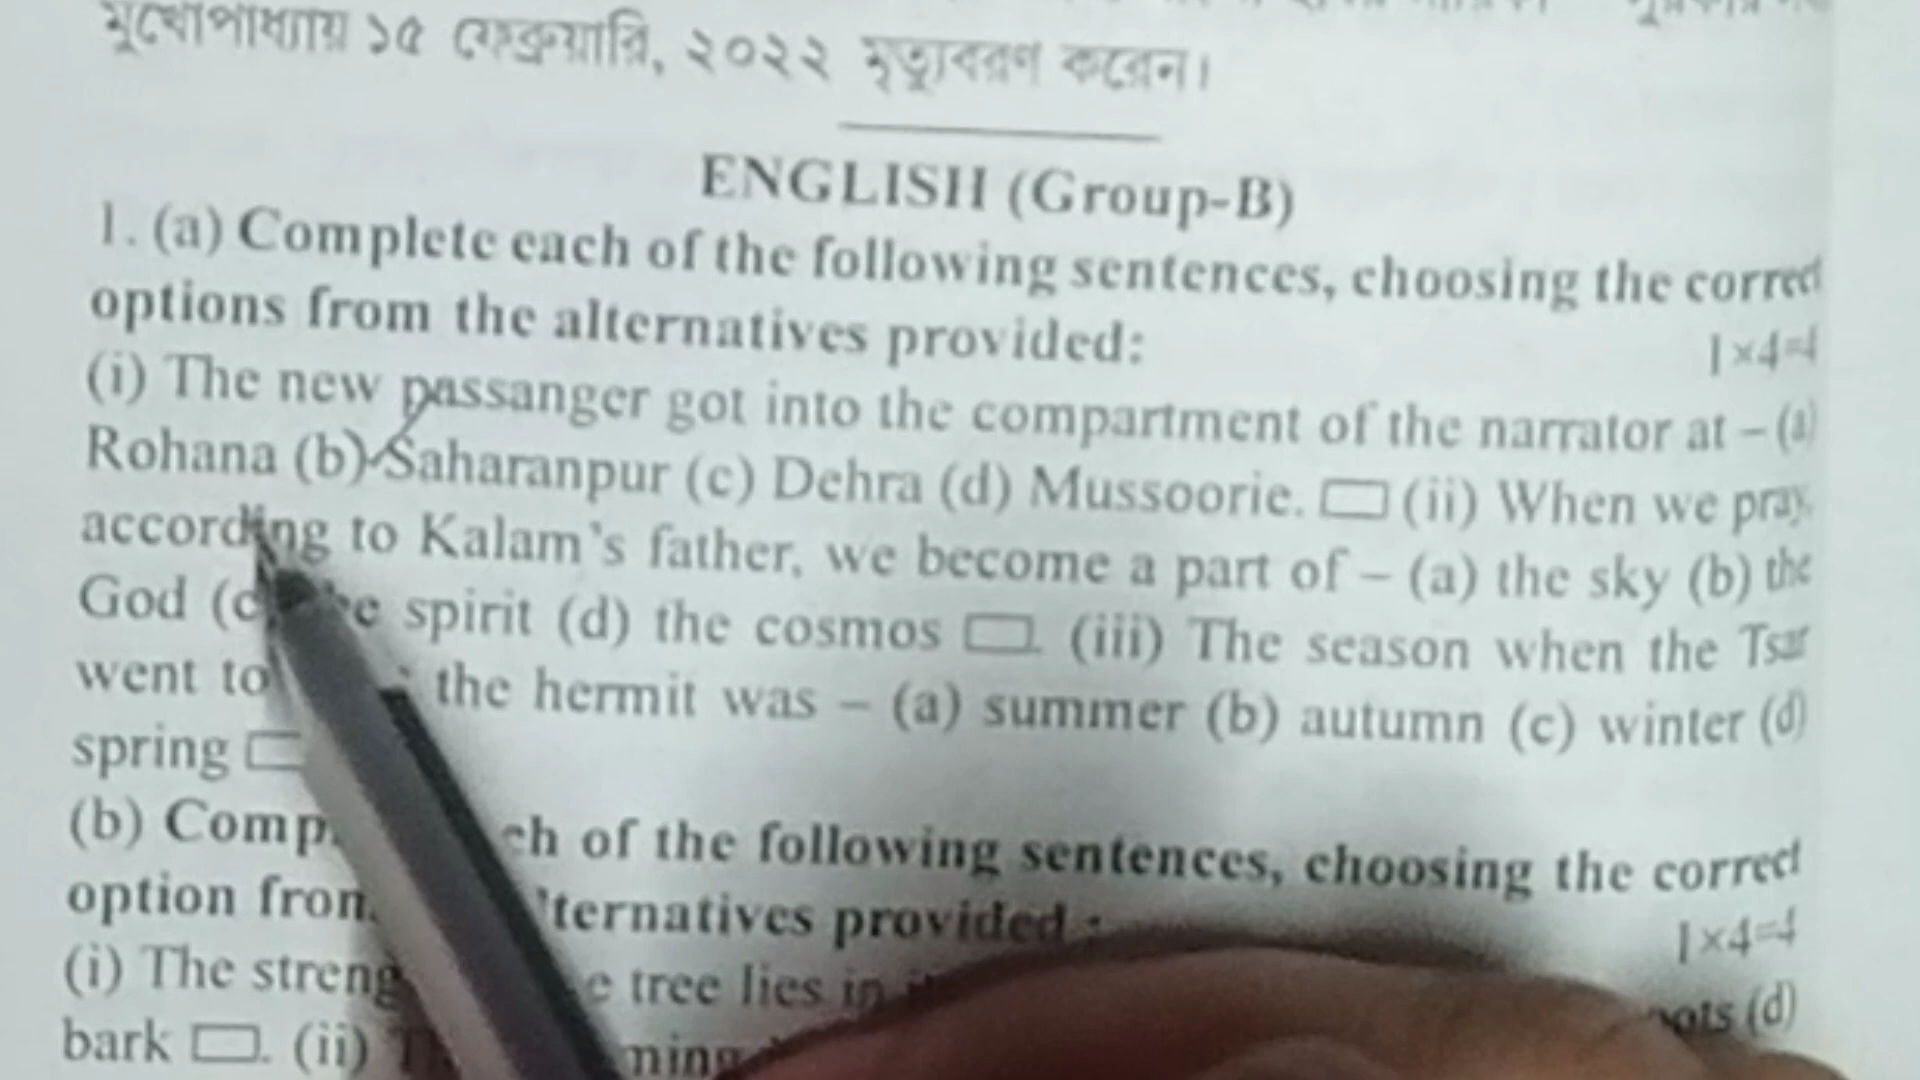 মুখোপাধ্যায় ১৫ ফেব্রুয়ারি, ২০২২ মৃত্যুবরণ করেন।
ENGLISH (Group-B)
1. (a) Complete each of the following sentences, choosing the correct
options from the alternatives provided: 1×4=4
(i) The new passanger got into the compartment of the narrator at – (a)
Rohana (b) Saharanpur (c) Dehra (d) Mussoorie. (ii) When we pray,
according to Kalam's father, we become a part of – (a) the sky (b) the
God (c) the spirit (d) the cosmos. (iii) The season when the Tsar
went to the hermit was – (a) summer (b) autumn (c) winter (d)
spring
(b) each of the following sentences, choosing the correct
option from alternatives provided : 1×4=4
(i) The tree lies in (d)
bark. (ii)